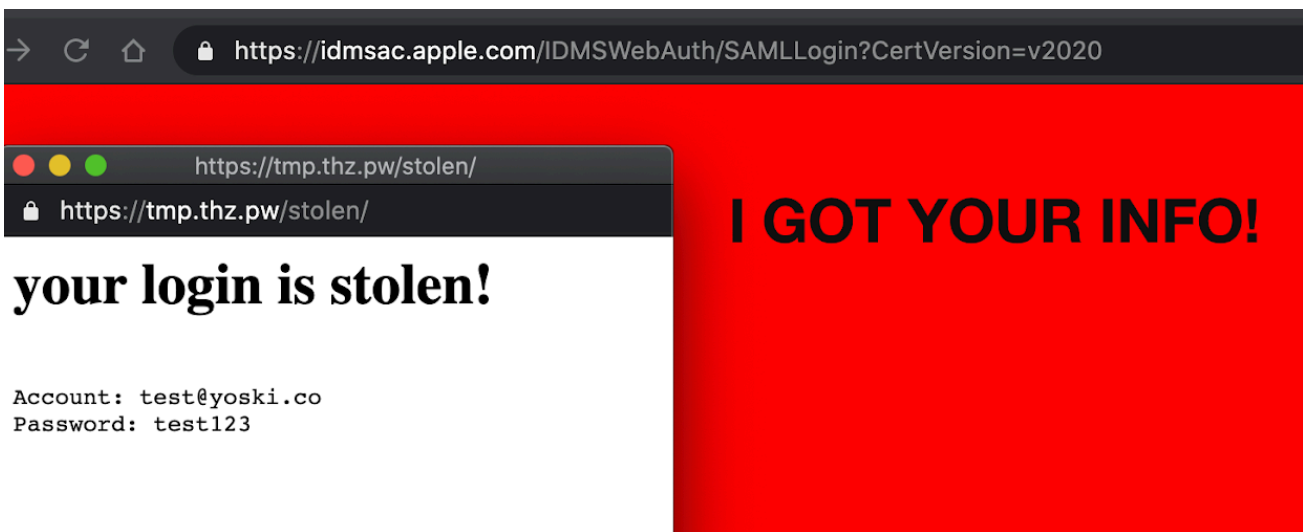 https://idmsac.apple.com/IDMSWebAuth/SAMLLogin?CertVersion=v2020
https://tmp.thz.pw/stolen/
https://tmp.thz.pw/stolen/
I GOT YOUR INFO!
your login is stolen!
Account: test@yoski.co
Password: test123